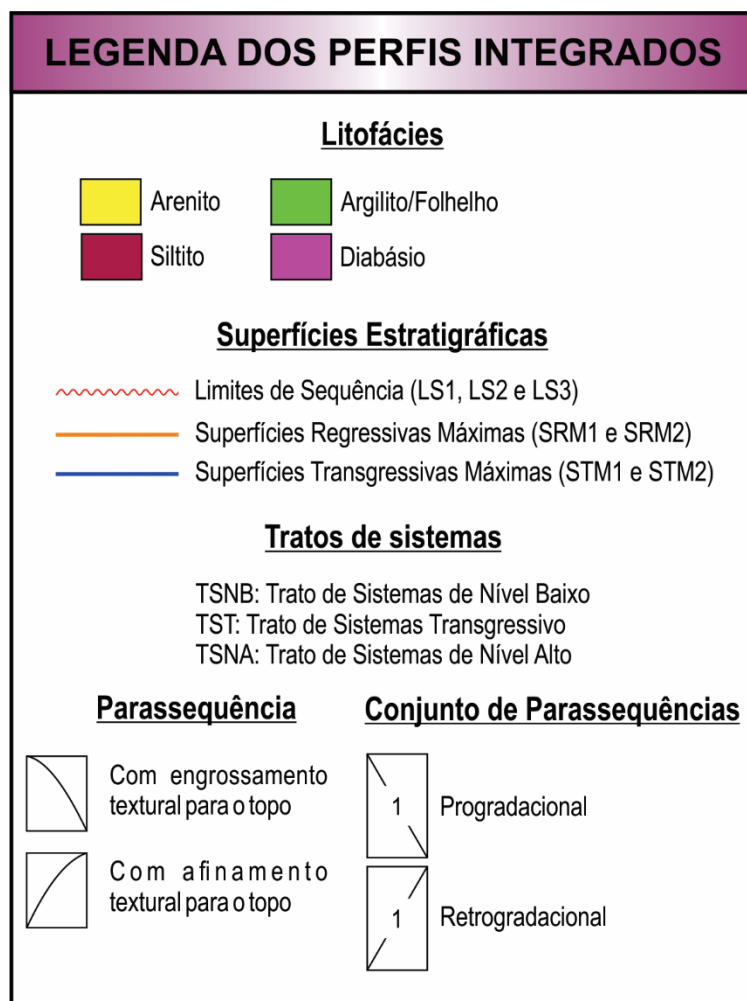 LEGENDA DOS PERFIS INTEGRADOS
Litofácies
Arenito
Argilito/Folhelho
Siltito
Diabásio
Superfícies Estratigráficas
Limites de Sequência (LS1, LS2 e LS3)
Superfícies Regressivas Máximas (SRM1 e SRM2)
Superfícies Transgressivas Máximas (STM1 e STM2)
Tratos de sistemas
TSNB: Trato de Sistemas de Nível Baixo
TST: Trato de Sistemas Transgressivo
TSNA: Trato de Sistemas de Nível Alto
Parassequência
Com engrossamento
textural para o topo
Com afinamento
textural para o topo
Conjunto de Parassequências
1
Progradacional
1
Retrogradacional